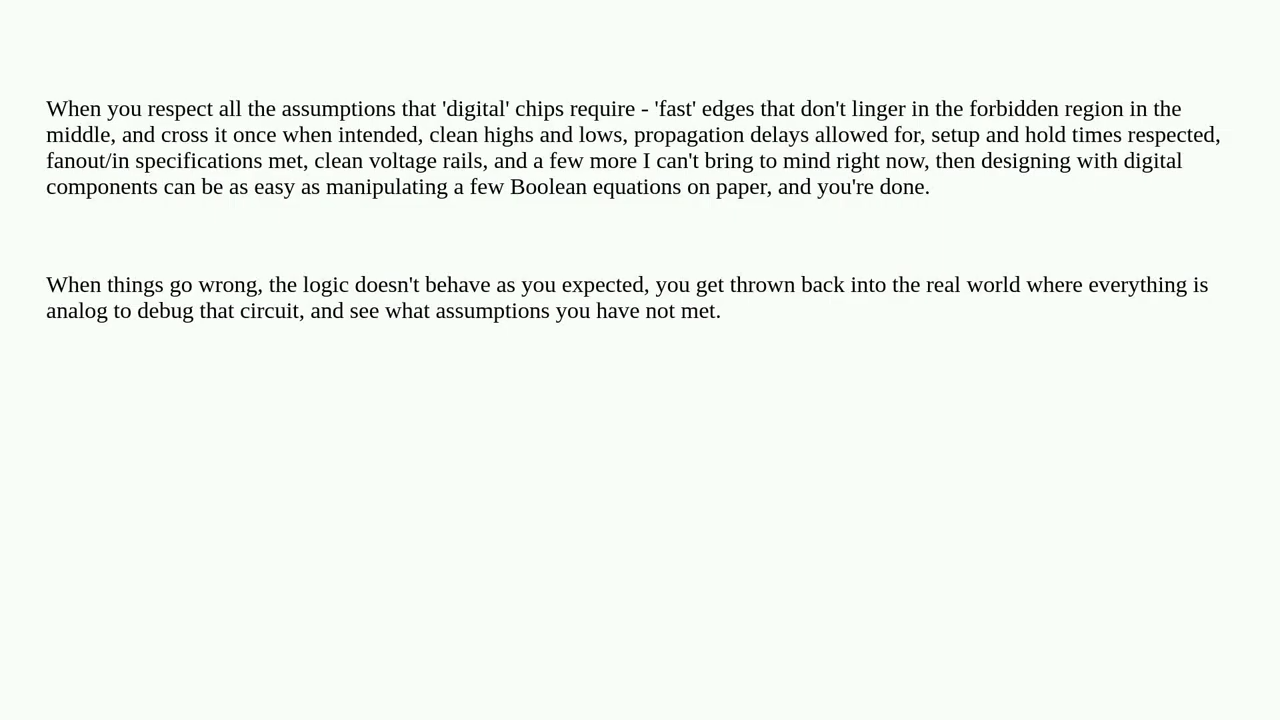 When you respect all the assumptions that 'digital' chips require - 'fast' edges that don't linger in the forbidden region in the
middle, and cross it once when intended, clean highs and lows, propagation delays allowed for, setup and hold times respected,
fanout/in specifications met, clean voltage rails, and a few more I can't bring to mind right now, then designing with digital
components can be as easy as manipulating a few Boolean equations on paper, and you're done.
When things go wrong, the logic doesn't behave as you expected, you get thrown back into the real world where everything is
analog to debug that circuit, and see what assumptions you have not met.